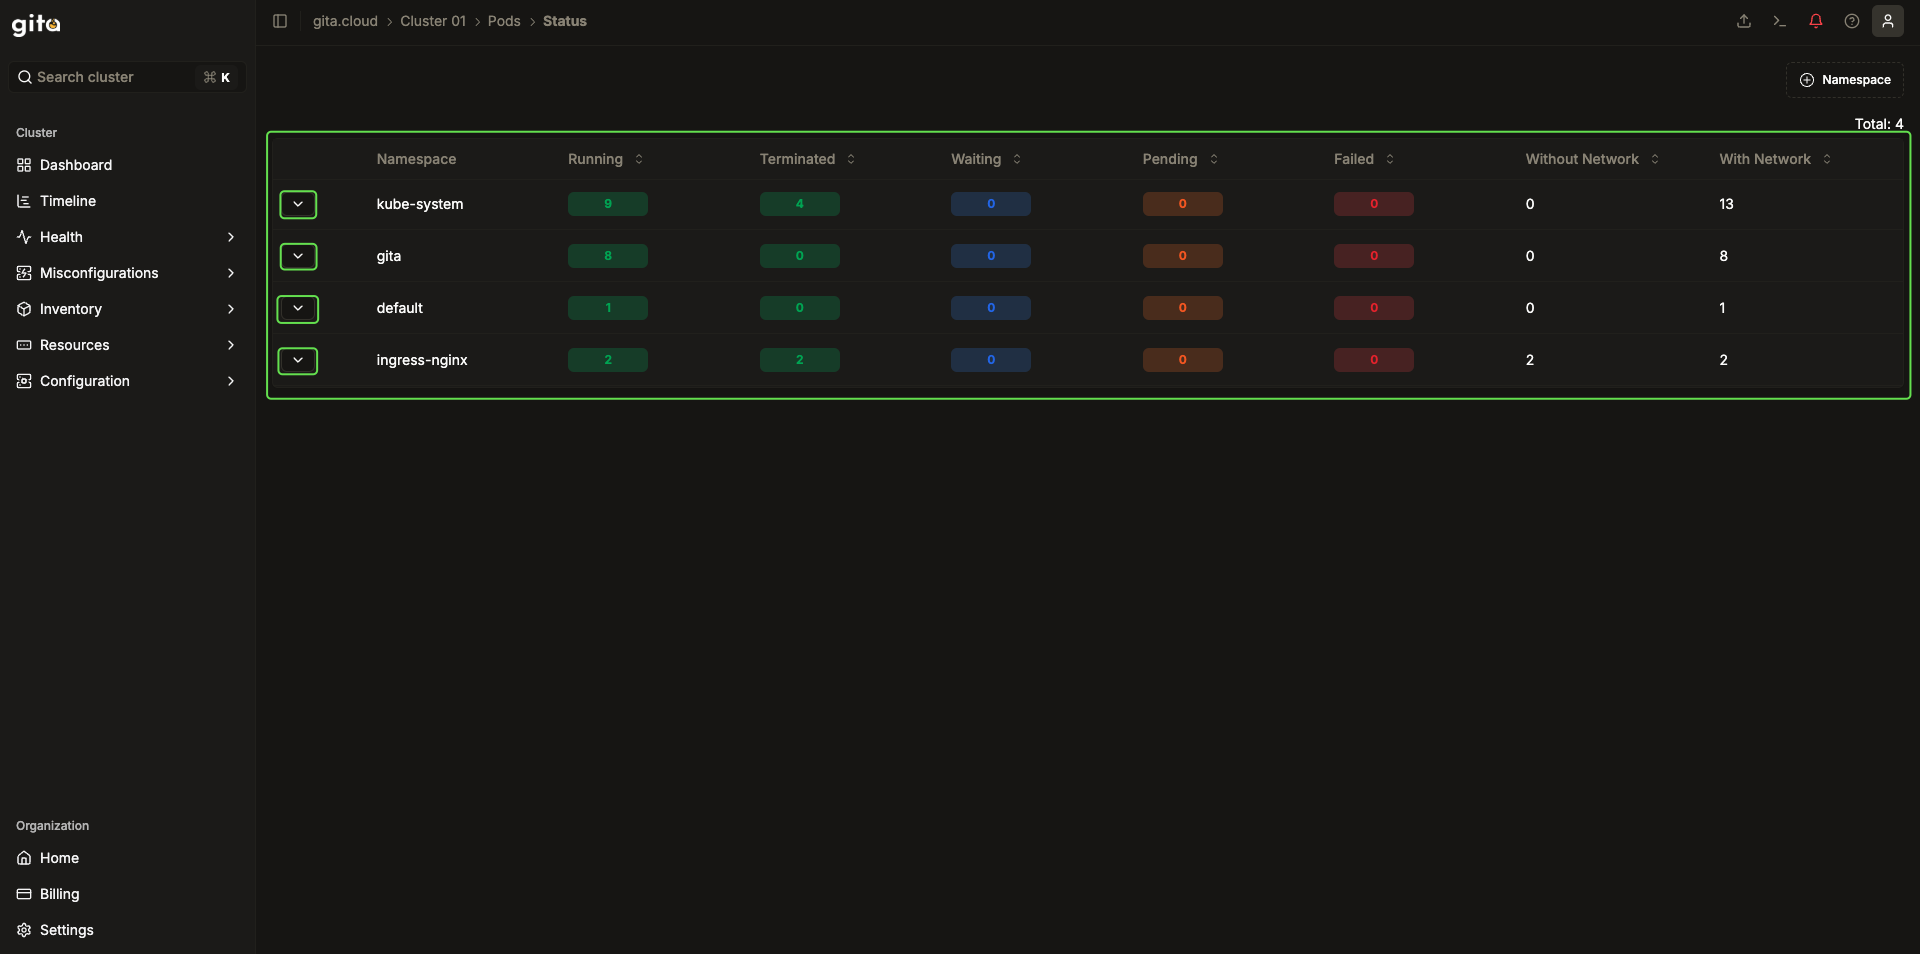 gita
gita.cloud > Cluster 01 > Pods > Status
Search cluster ⌘ K
Namespace
Total: 4
Cluster
Dashboard
Timeline
Health
Misconfigurations
Inventory
Resources
Configuration
Namespace Running Terminated Waiting Pending Failed Without Network With Network
kube-system 9 4 0 0 0 0 13
gita 8 0 0 0 0 0 8
default 1 0 0 0 0 0 1
ingress-nginx 2 2 0 0 0 2 2
Organization
Home
Billing
Settings